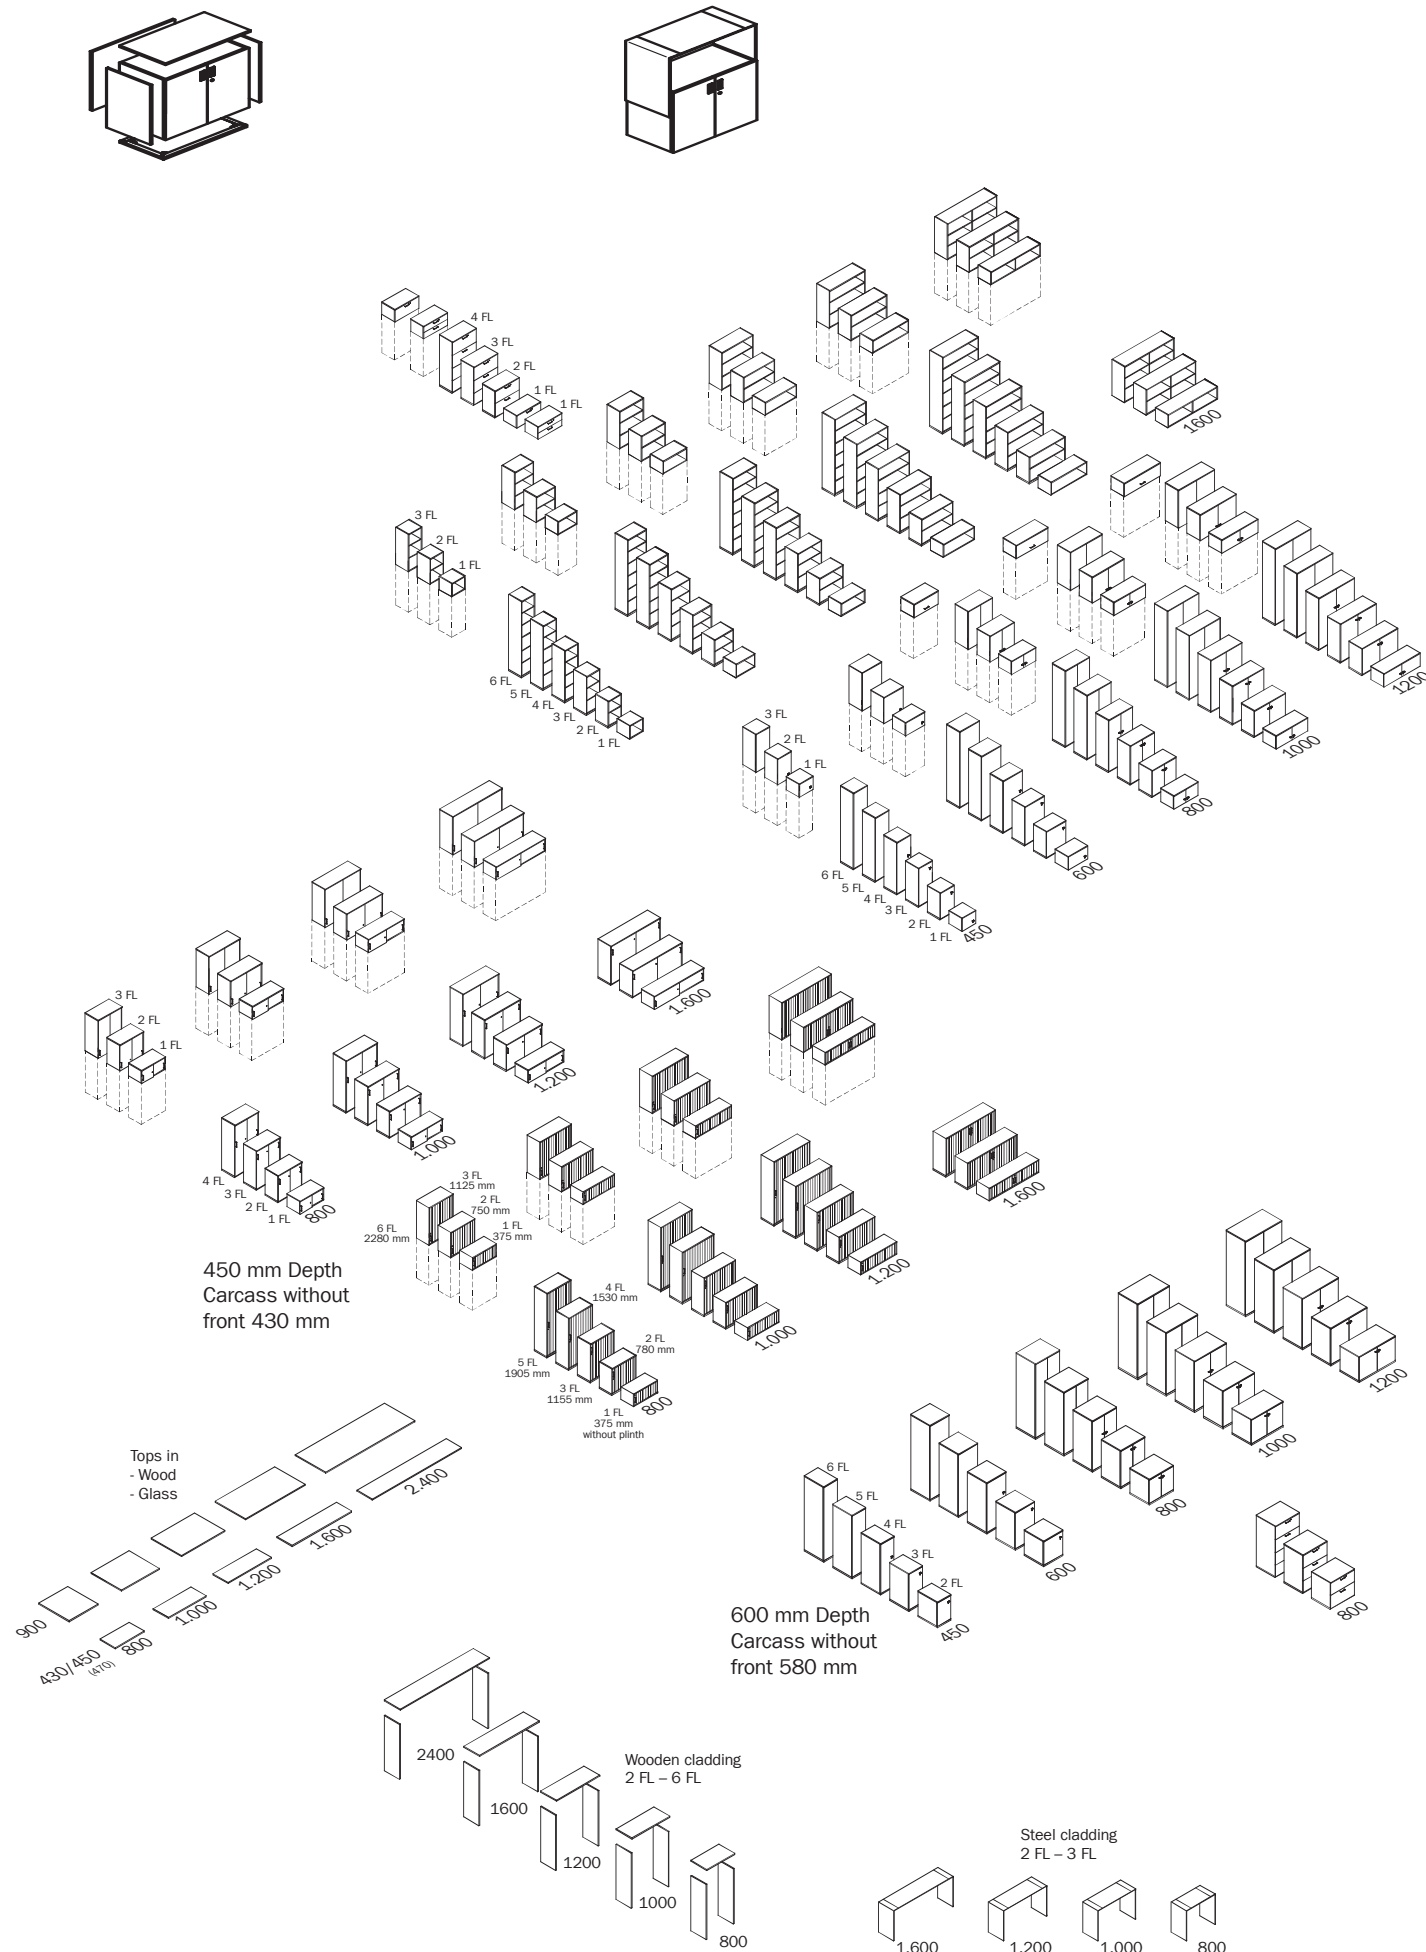 4 FL
3 FL
2 FL
1 FL
1 FL
1600
3 FL
2 FL
1 FL
6 FL
5 FL
4 FL
3 FL
2 FL
1 FL
1200
1000
800
600
3 FL
2 FL
1 FL
6 FL
5 FL
4 FL
3 FL
2 FL
1 FL
450
1.600
1.200
1.000
3 FL
2 FL
1 FL
4 FL
3 FL
2 FL
1 FL
800
1.600
1.200
1.000
3 FL
1125 mm
2 FL
750 mm
1 FL
375 mm
6 FL
2280 mm
450 mm Depth
Carcass without
front 430 mm
4 FL
1530 mm
2 FL
780 mm
5 FL
1905 mm
3 FL
1155 mm
1 FL
375 mm
without plinth
800
1200
1000
800
600
6 FL
5 FL
4 FL
3 FL
2 FL
450
800
600 mm Depth
Carcass without
front 580 mm
Tops in
- Wood
- Glass
2.400
1.600
1.200
1.000
800
900
430/450
(470)
2400
1600
1200
1000
800
Wooden cladding
2 FL – 6 FL
Steel cladding
2 FL – 3 FL
1.600
1.200
1.000
800